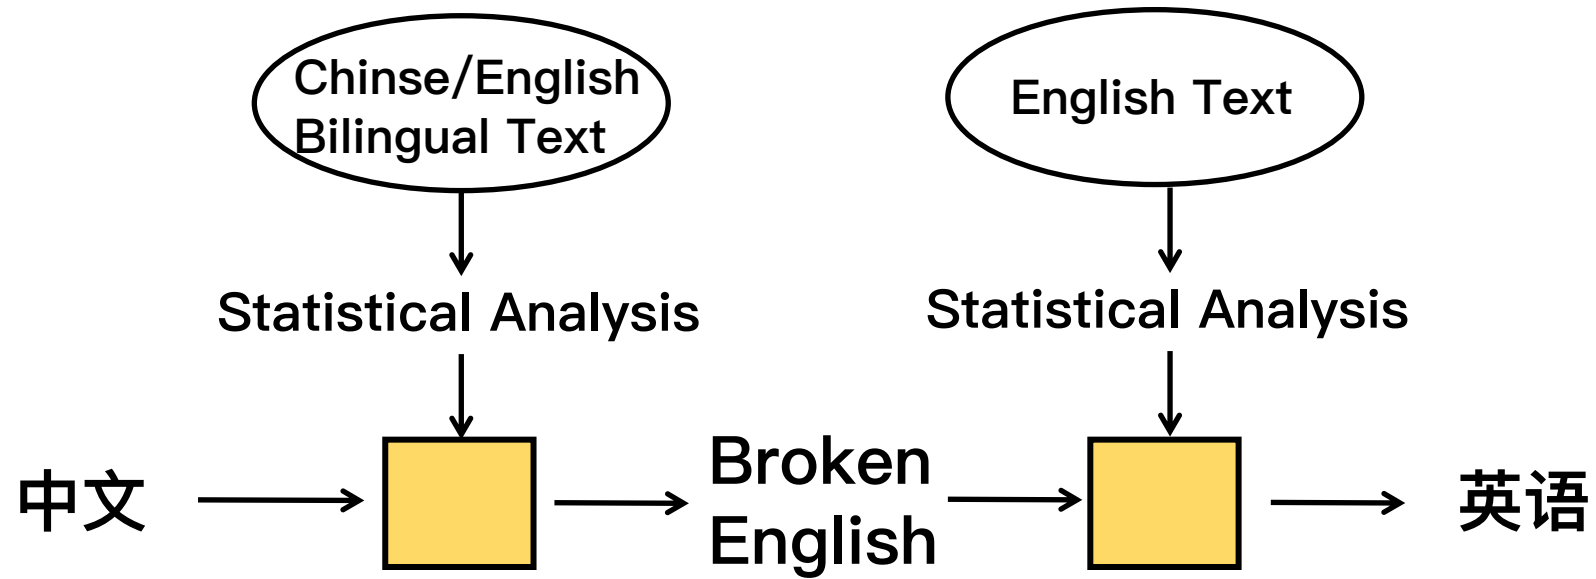 Chinse/English
Bilingual Text
English Text
Statistical Analysis
Statistical Analysis
中文
Broken
English
英语